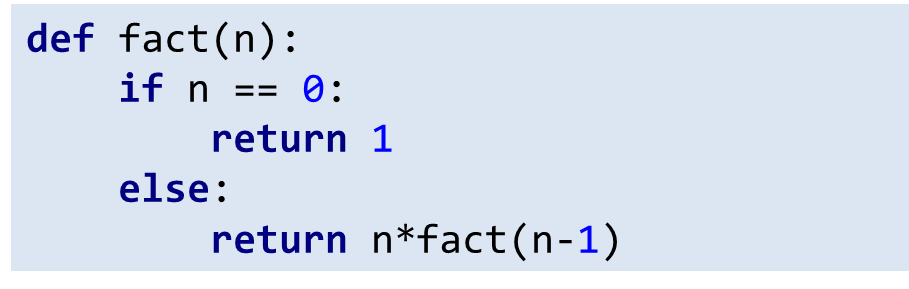 def fact(n):
    if n == 0:
        return 1
    else:
        return n*fact(n-1)